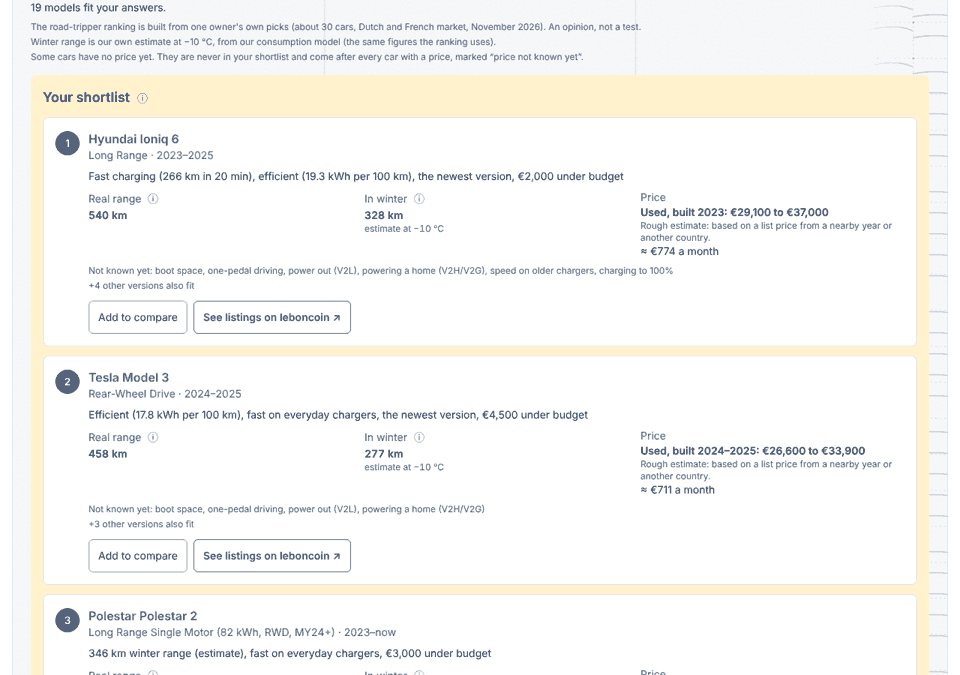 19 models fit your answers.
The road-tripper ranking is built from one owner's own picks (about 30 cars, Dutch and French market, November 2026). An opinion, not a test.
Winter range is our own estimate at −10 °C, from our consumption model (the same figures the ranking uses).
Some cars have no price yet. They are never in your shortlist and come after every car with a price, marked “price not known yet”.
Your shortlist ⓘ
1
Hyundai Ioniq 6
Long Range · 2023–2025
Fast charging (266 km in 20 min), efficient (19.3 kWh per 100 km), the newest version, €2,000 under budget
Real range ⓘ
540 km
In winter ⓘ
328 km
estimate at −10 °C
Price
Used, built 2023: €29,100 to €37,000
Rough estimate: based on a list price from a nearby year or
another country.
≈ €774 a month
Not known yet: boot space, one-pedal driving, power out (V2L), powering a home (V2H/V2G), speed on older chargers, charging to 100%
+4 other versions also fit
Add to compare
See listings on leboncoin ↗
2
Tesla Model 3
Rear-Wheel Drive · 2024–2025
Efficient (17.8 kWh per 100 km), fast on everyday chargers, the newest version, €4,500 under budget
Real range ⓘ
458 km
In winter ⓘ
277 km
estimate at −10 °C
Price
Used, built 2024–2025: €26,600 to €33,900
Rough estimate: based on a list price from a nearby year or
another country.
≈ €711 a month
Not known yet: boot space, one-pedal driving, power out (V2L), powering a home (V2H/V2G)
+3 other versions also fit
Add to compare
See listings on leboncoin ↗
3
Polestar Polestar 2
Long Range Single Motor (82 kWh, RWD, MY24+) · 2023–now
346 km winter range (estimate), fast on everyday chargers, €3,000 under budget
Real range ⓘ
In winter ⓘ
Price